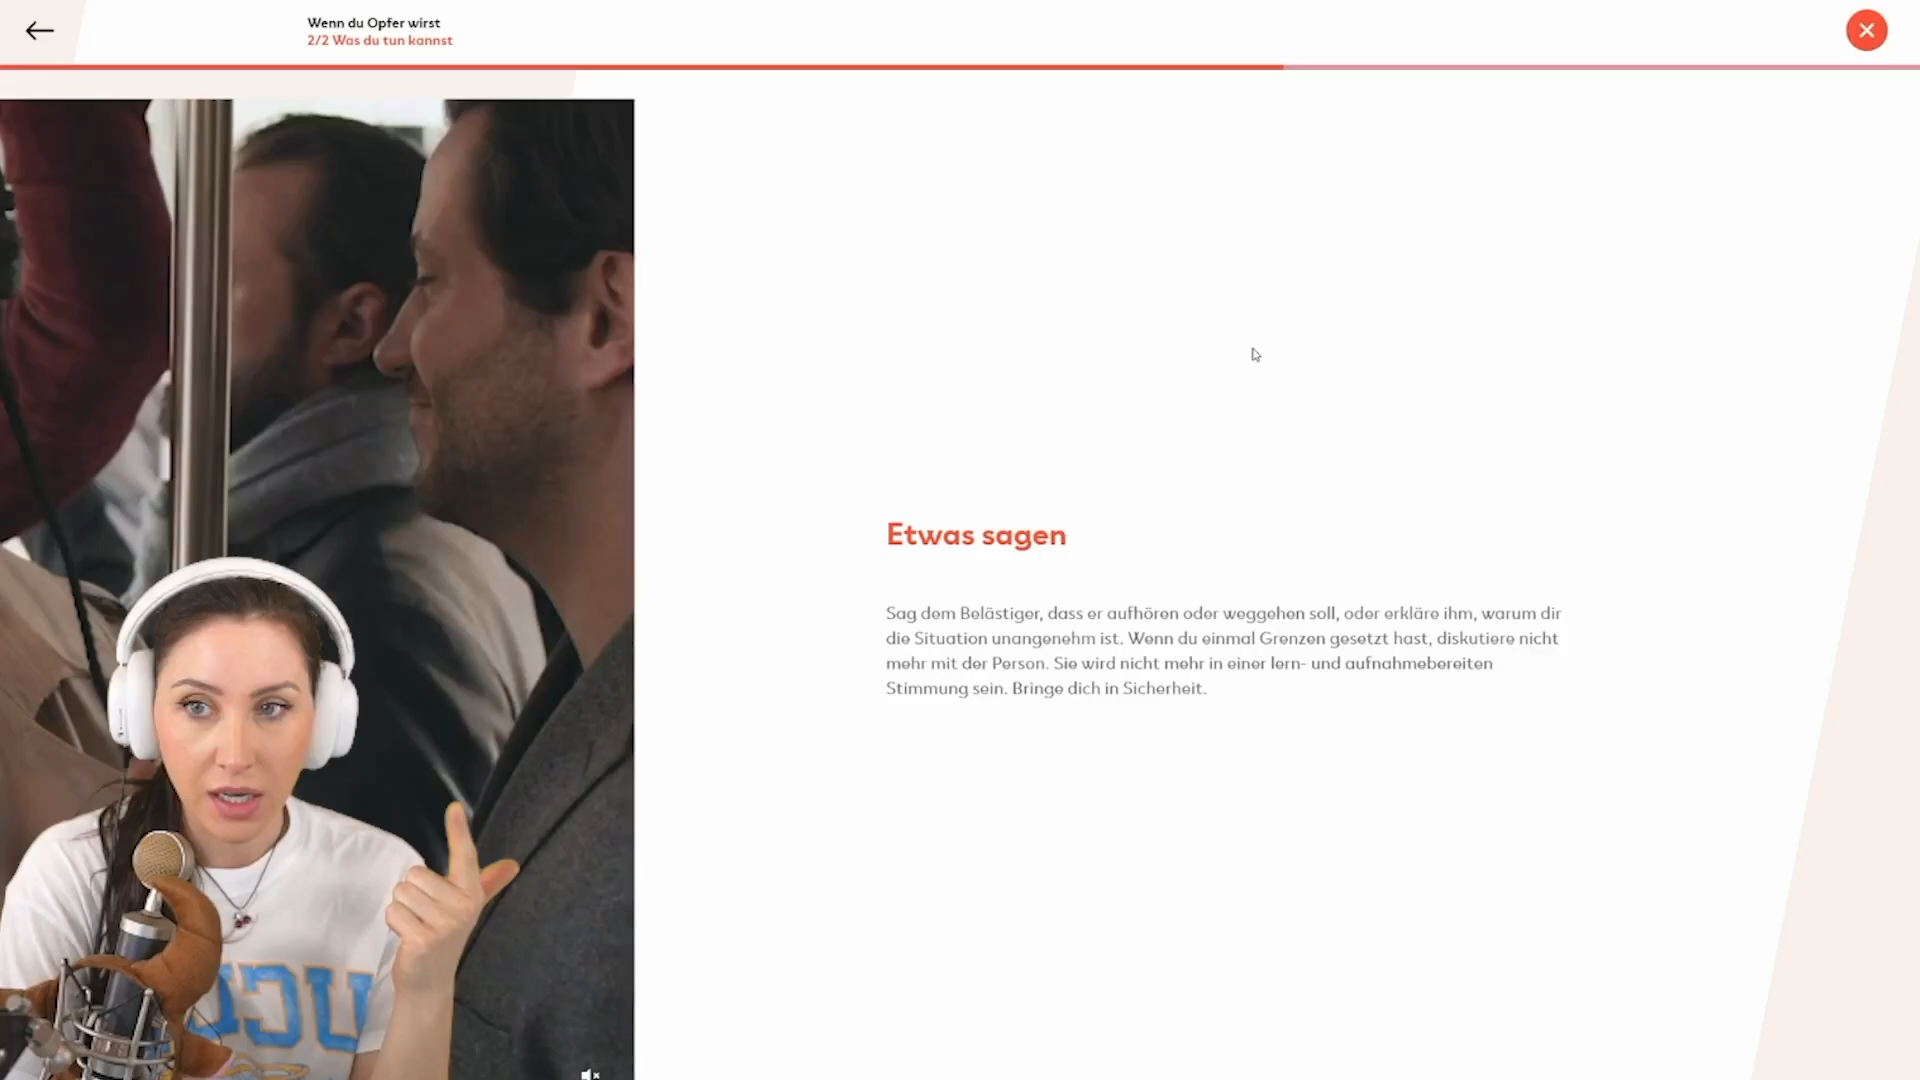 Wenn du Opfer wirst
2/2 Was du tun kannst
Etwas sagen
Sag dem Belästiger, dass er aufhören oder weggehen soll, oder erkläre ihm, warum dir
die Situation unangenehm ist. Wenn du einmal Grenzen gesetzt hast, diskutiere nicht
mehr mit der Person. Sie wird nicht mehr in einer lern- und aufnahmebereiten
Stimmung sein. Bringe dich in Sicherheit.